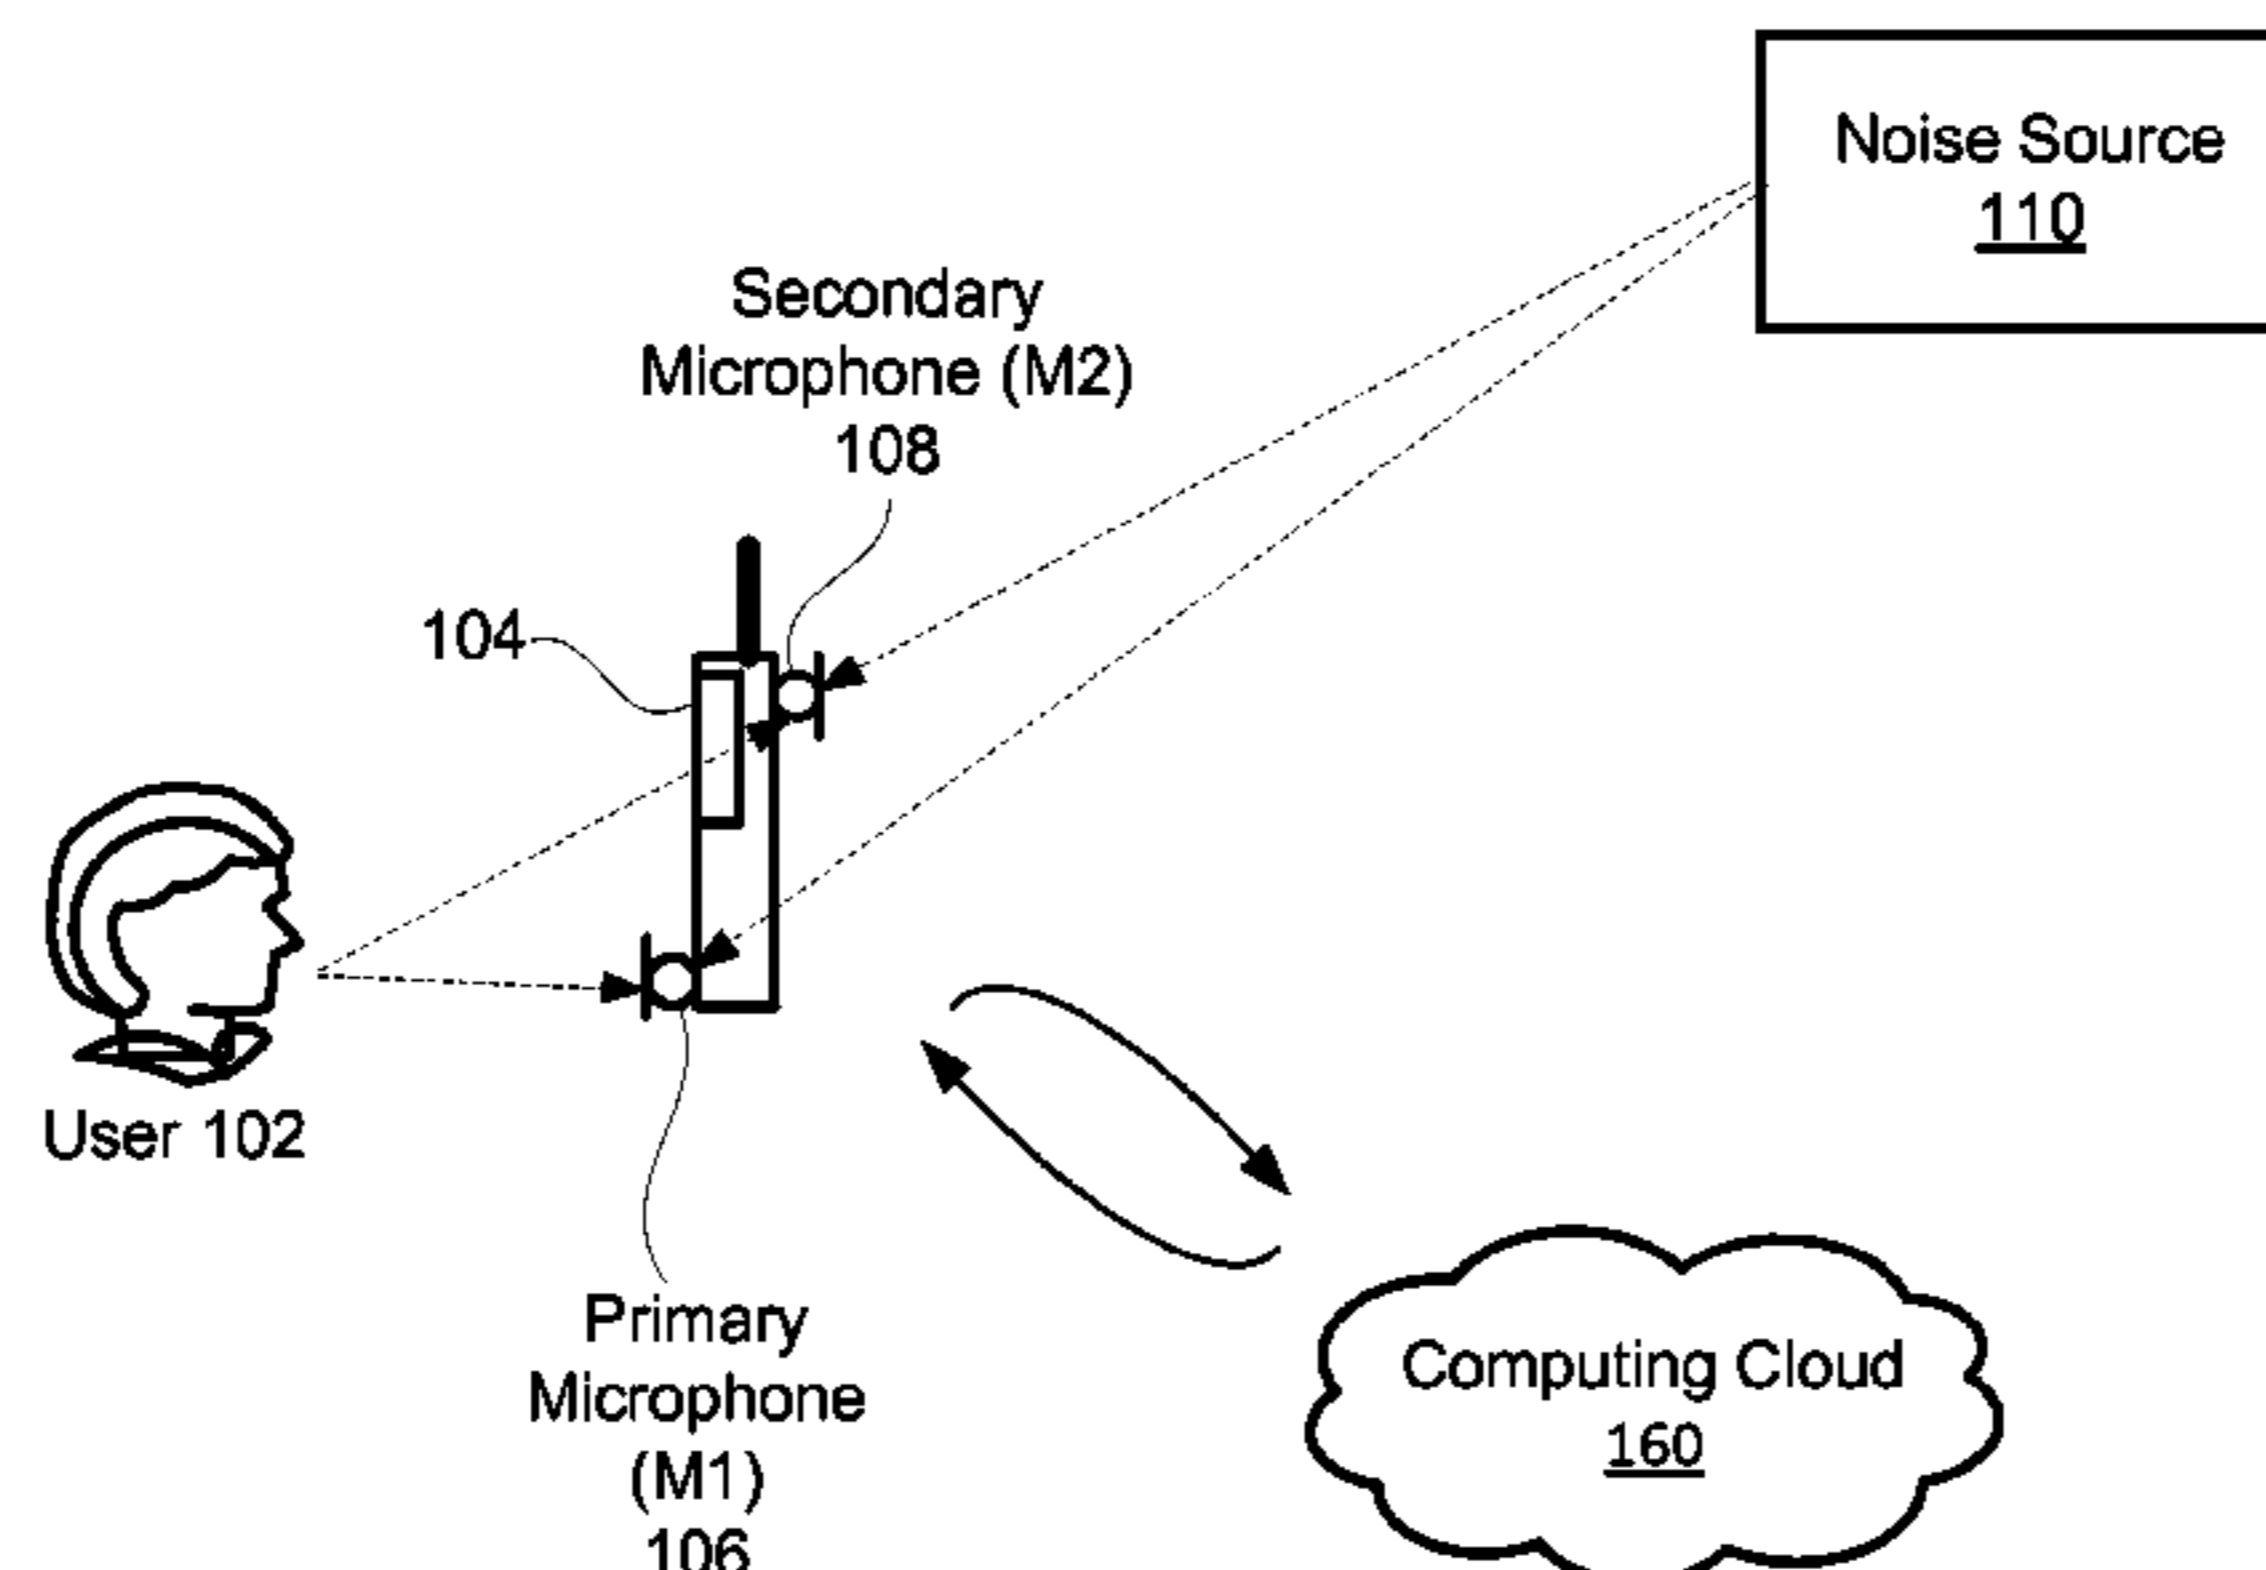 Noise Source
110
Secondary
Microphone (M2)
108
104
User 102
Primary
Microphone
(M1)
106
Computing Cloud
160